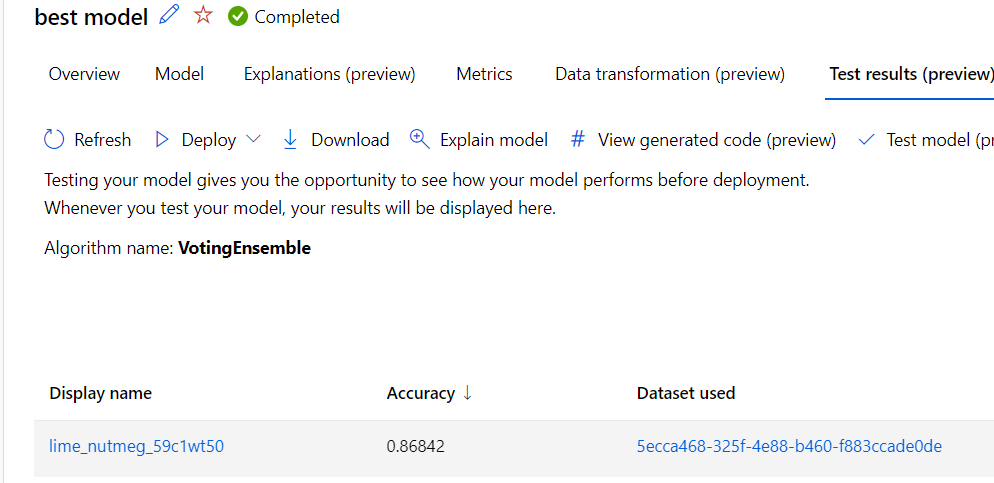 best model Completed
Overview Model Explanations (preview) Metrics Data transformation (preview) Test results (preview)
Refresh Deploy Download Explain model # View generated code (preview) Test model (pr
Testing your model gives you the opportunity to see how your model performs before deployment.
Whenever you test your model, your results will be displayed here.
Algorithm name: VotingEnsemble
Display name Accuracy ↓ Dataset used
lime_nutmeg_59c1wt50 0.86842 5ecca468-325f-4e88-b460-f883ccade0de